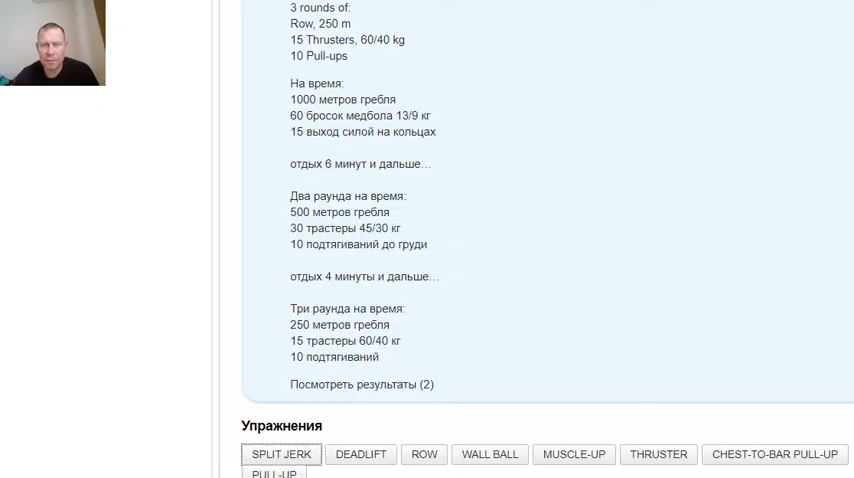 3 rounds of:
Row, 250 m
15 Thrusters, 60/40 kg
10 Pull-ups
На время:
1000 метров гребля
60 бросок медбола 13/9 кг
15 выход силой на кольцах
отдых 6 минут и дальше...
Два раунда на время:
500 метров гребля
30 трастеры 45/30 кг
10 подтягиваний до груди
отдых 4 минуты и дальше...
Три раунда на время:
250 метров гребля
15 трастеры 60/40 кг
10 подтягиваний
Посмотреть результаты (2)
Упражнения
SPLIT JERK DEADLIFT ROW WALL BALL MUSCLE-UP THRUSTER CHEST-TO-BAR PULL-UP
PULL-UP